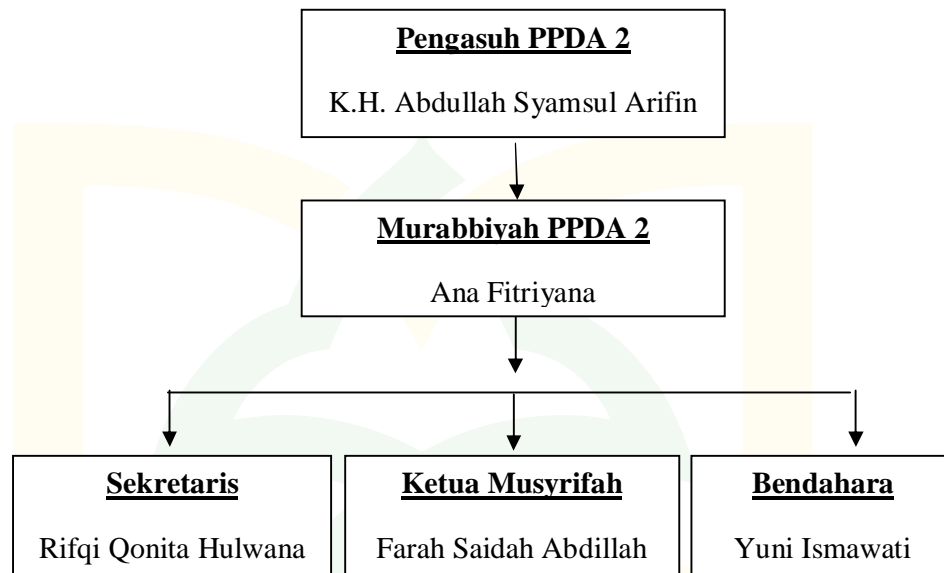 Pengasuh PPDA 2
K.H. Abdullah Syamsul Arifin
Murabbiyah PPDA 2
Ana Fitriyana
Sekretaris
Rifqi Qonita Hulwana
Ketua Musyrifah
Farah Saidah Abdillah
Bendahara
Yuni Ismawati